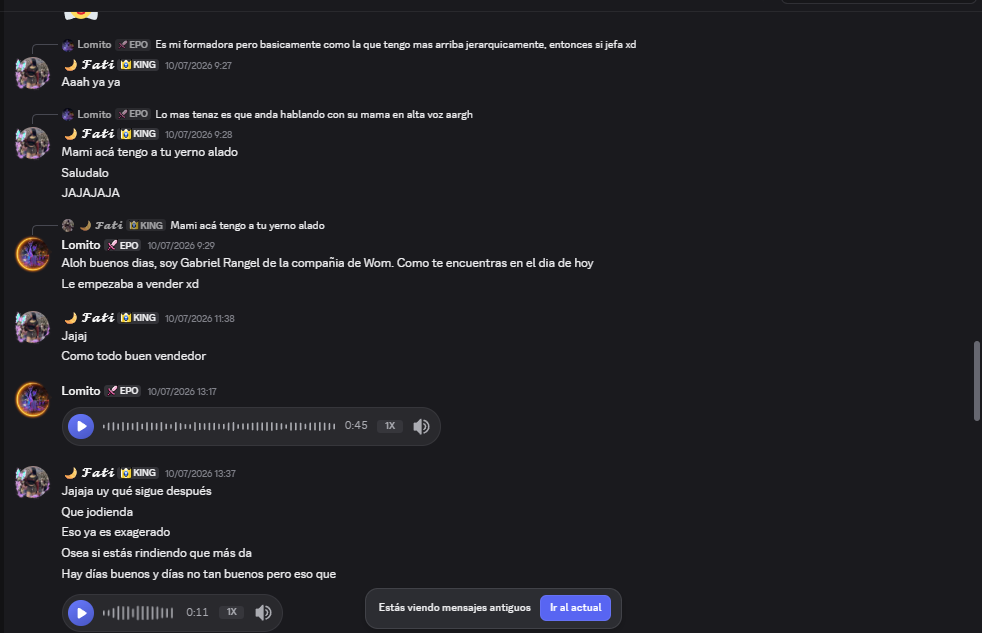 Lomito EPO Es mi formadora pero basicamente como la que tengo mas arriba jerarquicamente, entonces si jefa xd
🌙 𝓕𝓪𝓽𝓲 KING 10/07/2026 9:27
Aaah ya ya
Lomito EPO Lo mas tenaz es que anda hablando con su mama en alta voz aargh
🌙 𝓕𝓪𝓽𝓲 KING 10/07/2026 9:28
Mami acá tengo a tu yerno alado
Saludalo
JAJAJAJA
🌙 𝓕𝓪𝓽𝓲 KING Mami acá tengo a tu yerno alado
Lomito EPO 10/07/2026 9:29
Aloh buenos dias, soy Gabriel Rangel de la compañia de Wom. Como te encuentras en el dia de hoy
Le empezaba a vender xd
🌙 𝓕𝓪𝓽𝓲 KING 10/07/2026 11:38
Jajaj
Como todo buen vendedor
Lomito EPO 10/07/2026 13:17
0:45 1X
🌙 𝓕𝓪𝓽𝓲 KING 10/07/2026 13:37
Jajaja uy qué sigue después
Que jodienda
Eso ya es exagerado
Osea si estás rindiendo que más da
Hay días buenos y días no tan buenos pero eso que
0:11 1X
Estás viendo mensajes antiguos Ir al actual